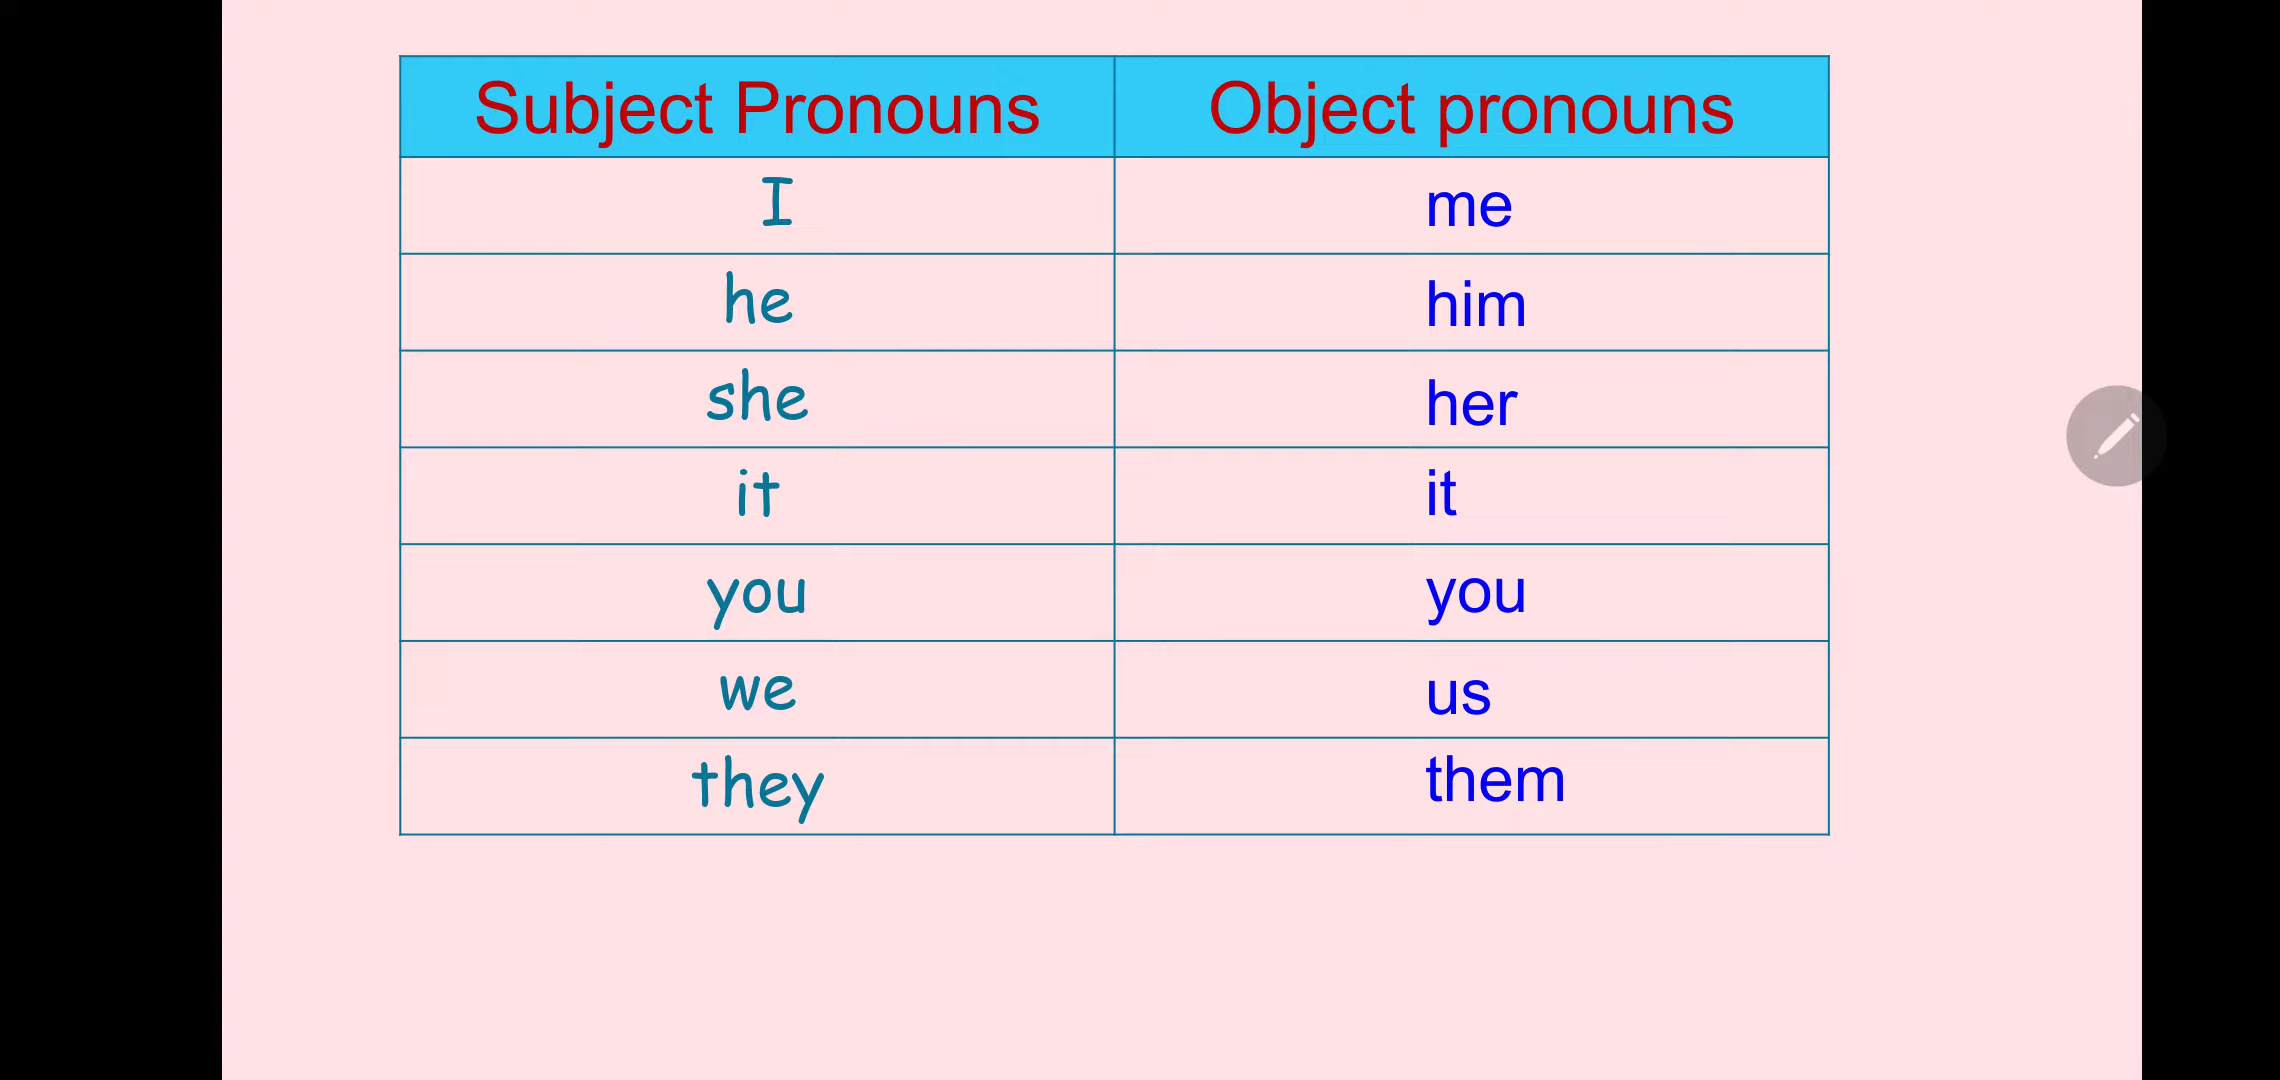 Subject Pronouns Object pronouns
I me
he him
she her
it it
you you
we us
they them